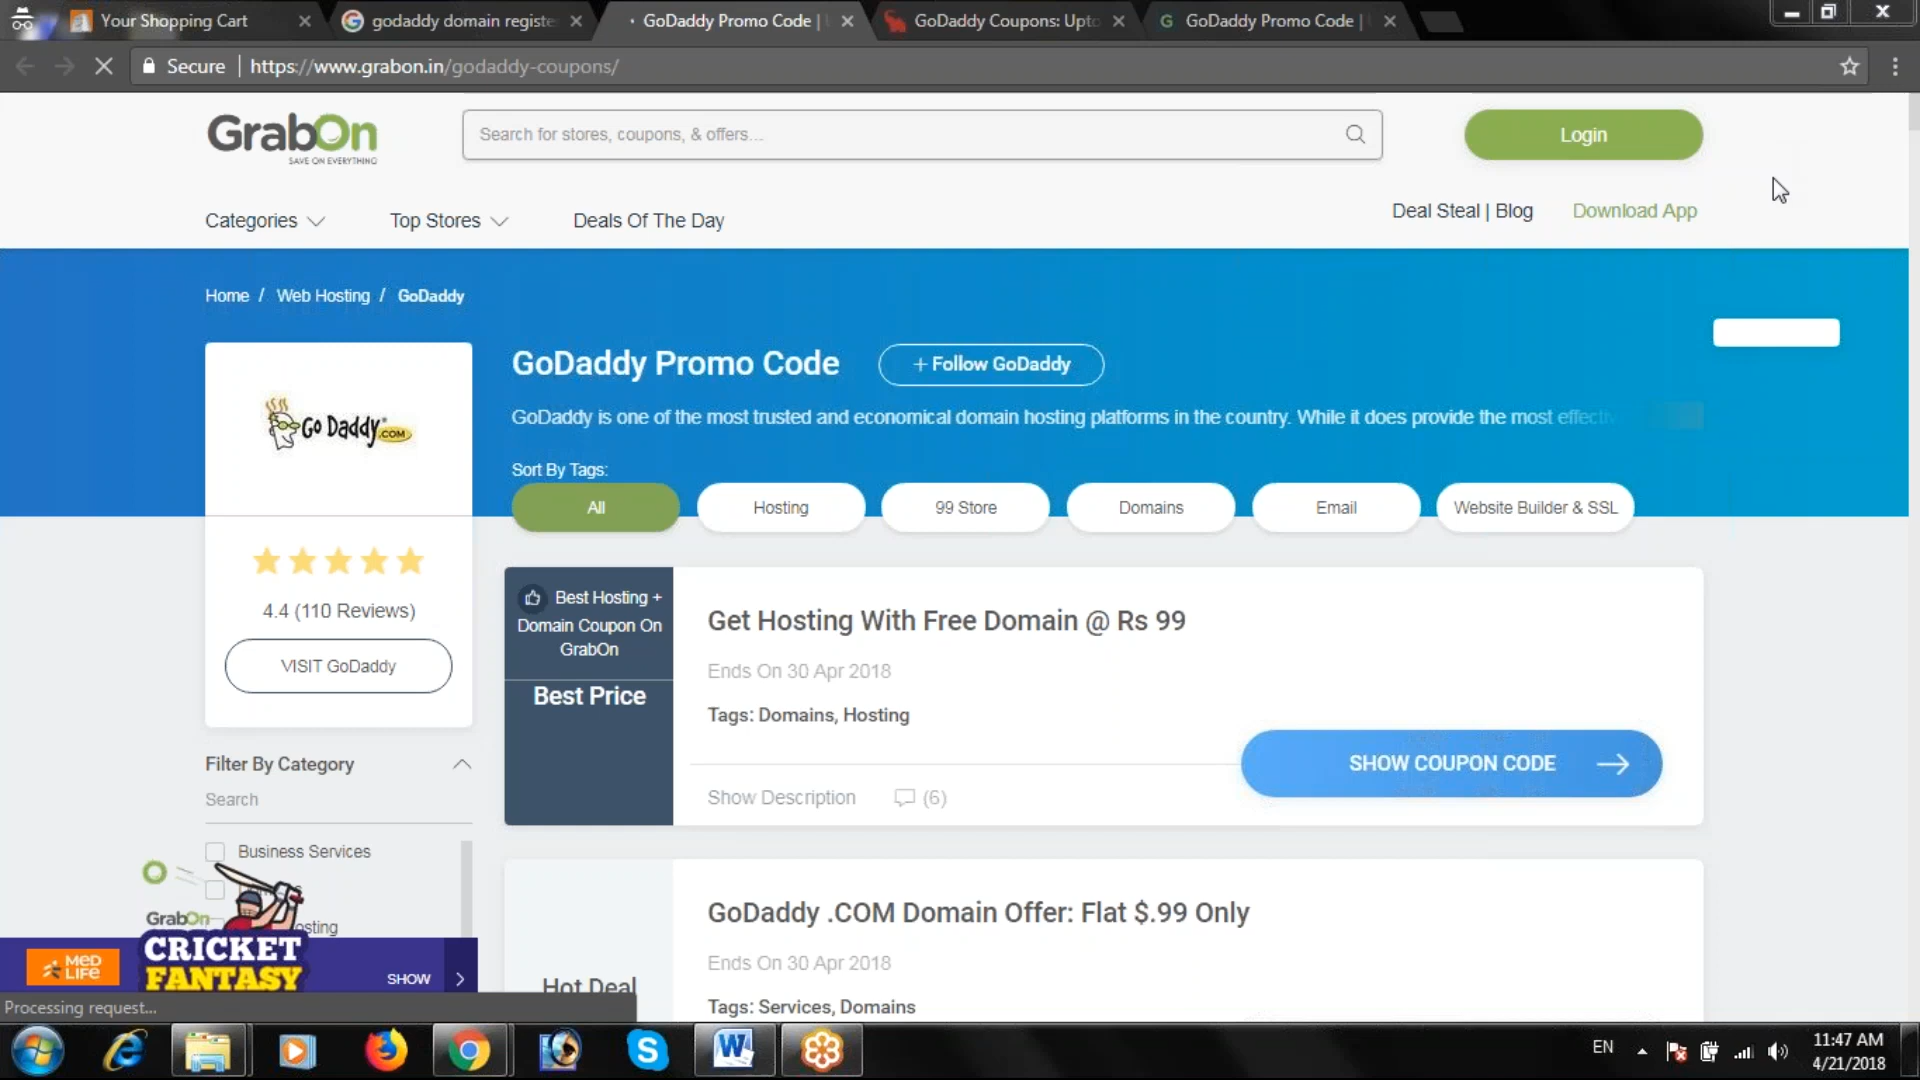 Your Shopping Cart
godaddy domain registe
GoDaddy Promo Code |
GoDaddy Coupons: Upto
GoDaddy Promo Code |
Secure | https://www.grabon.in/godaddy-coupons/
GrabOn
SAVE ON EVERYTHING
Search for stores, coupons, & offers...
Login
Categories
Top Stores
Deals Of The Day
Deal Steal | Blog
Download App
Home / Web Hosting / GoDaddy
Go Daddy .COM
GoDaddy Promo Code
+ Follow GoDaddy
GoDaddy is one of the most trusted and economical domain hosting platforms in the country. While it does provide the most effectiv
Sort By Tags:
All
Hosting
99 Store
Domains
Email
Website Builder & SSL
4.4 (110 Reviews)
VISIT GoDaddy
Filter By Category
Search
Business Services
osting
Best Hosting +
Domain Coupon On
GrabOn
Best Price
Get Hosting With Free Domain @ Rs 99
Ends On 30 Apr 2018
Tags: Domains, Hosting
SHOW COUPON CODE
Show Description
(6)
GoDaddy .COM Domain Offer: Flat $.99 Only
Ends On 30 Apr 2018
Hot Deal
Tags: Services, Domains
GrabOn
CRICKET
FANTASY
MED
LIFE
SHOW
Processing request...
EN
11:47 AM
4/21/2018